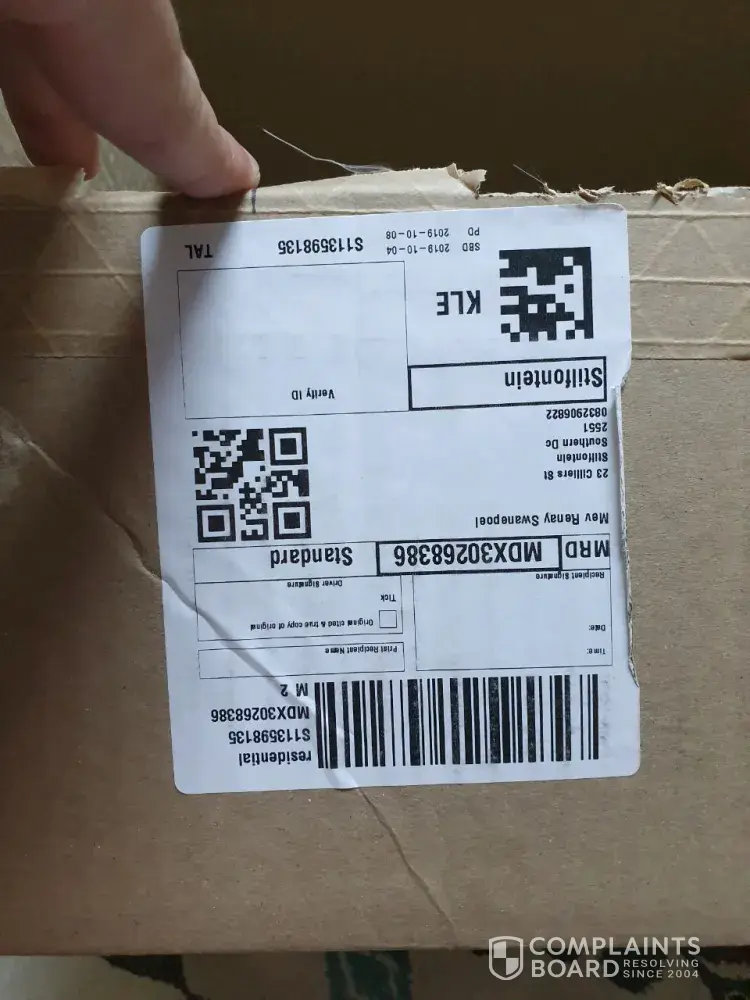 residential
S113598135
MDX30268386
M 2
Time:
Date:
Recipient Signature
Print Recipient Name
Original cited & true copy of original
Tick
Driver Signature
MRD MDX30268386 Standard
Mev Renay Swanepoel
23 Cilliers St
Stilfontein
Southern Dc
2551
0832906822
Stilfontein
Verify ID
KLE
SBD 2019-10-04
PD 2019-10-08
S113598135
TAL
COMPLAINTS
BOARD RESOLVING
SINCE 2004